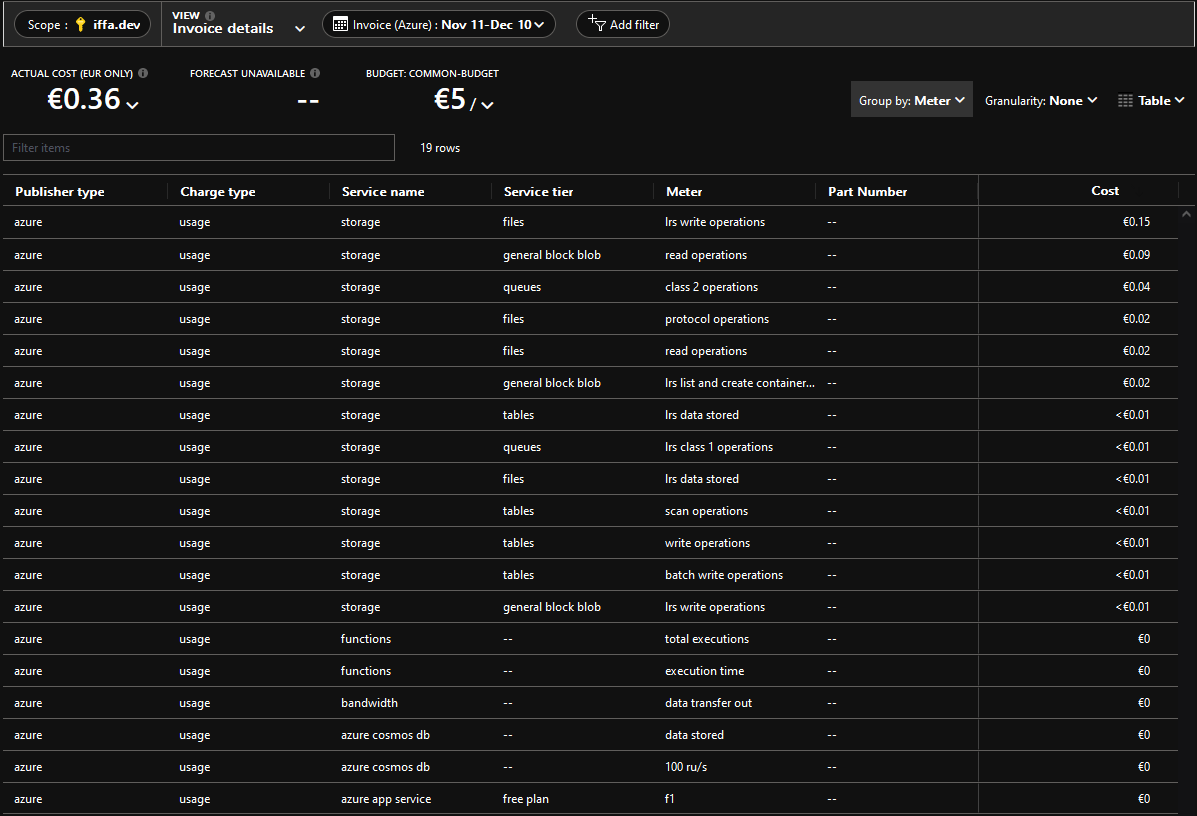 Scope : iffa.dev
VIEW
Invoice details
Invoice (Azure) : Nov 11-Dec 10
Add filter
ACTUAL COST (EUR ONLY) FORECAST UNAVAILABLE BUDGET: COMMON-BUDGET
€0.36 -- €5 /
Group by: Meter Granularity: None Table
Filter items 19 rows
Publisher type Charge type Service name Service tier Meter Part Number Cost
azure usage storage files lrs write operations -- €0.15
azure usage storage general block blob read operations -- €0.09
azure usage storage queues class 2 operations -- €0.04
azure usage storage files protocol operations -- €0.02
azure usage storage files read operations -- €0.02
azure usage storage general block blob lrs list and create container... -- €0.02
azure usage storage tables lrs data stored -- <€0.01
azure usage storage queues lrs class 1 operations -- <€0.01
azure usage storage files lrs data stored -- <€0.01
azure usage storage tables scan operations -- <€0.01
azure usage storage tables write operations -- <€0.01
azure usage storage tables batch write operations -- <€0.01
azure usage storage general block blob lrs write operations -- <€0.01
azure usage functions -- total executions -- €0
azure usage functions -- execution time -- €0
azure usage bandwidth -- data transfer out -- €0
azure usage azure cosmos db -- data stored -- €0
azure usage azure cosmos db -- 100 ru/s -- €0
azure usage azure app service free plan f1 -- €0